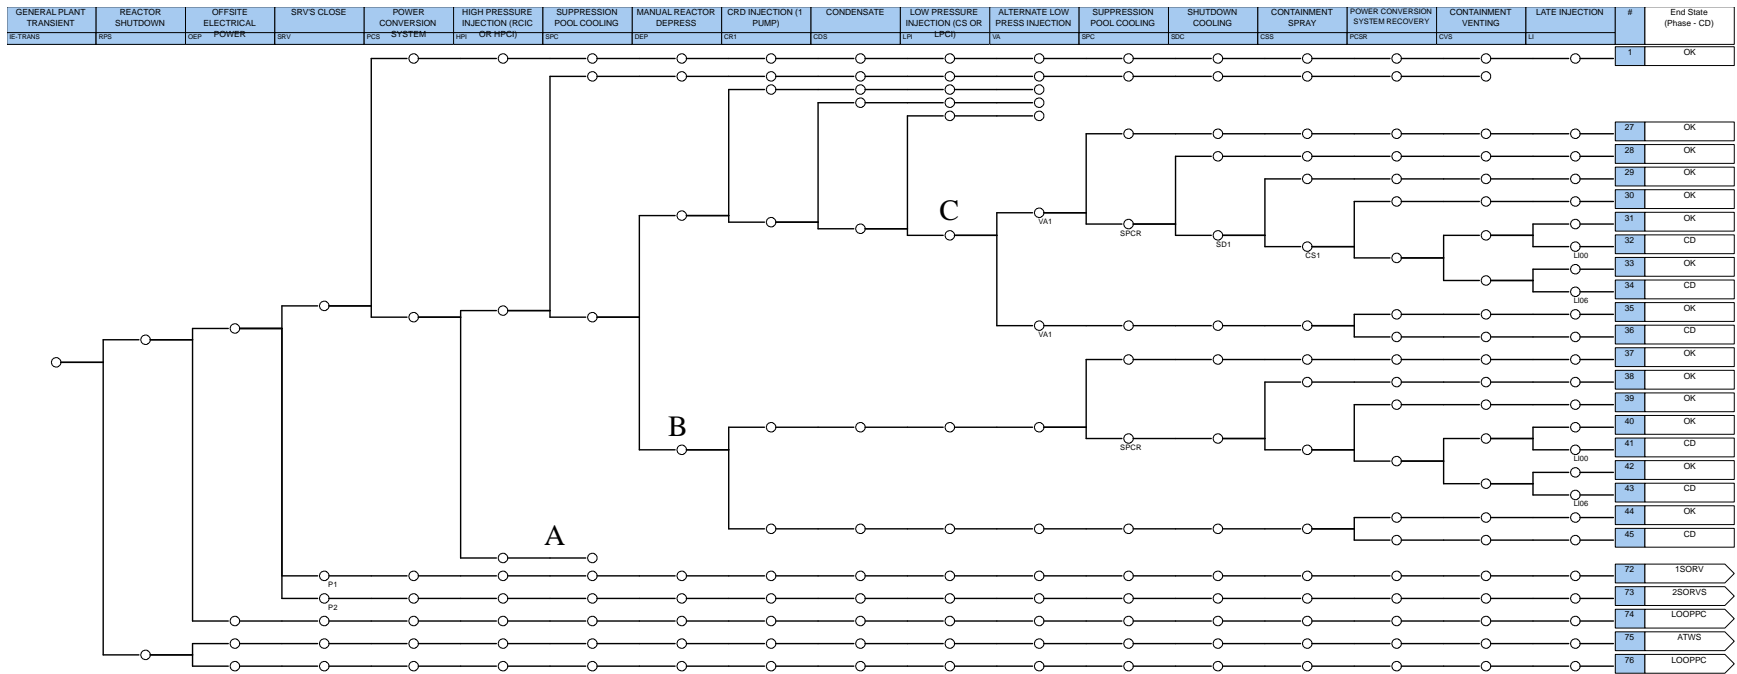 GENERAL PLANT TRANSIENT
REACTOR SHUTDOWN
OFFSITE ELECTRICAL POWER
SRV'S CLOSE
POWER CONVERSION SYSTEM
HIGH PRESSURE INJECTION (RCIC OR HPCI)
SUPPRESSION POOL COOLING
MANUAL REACTOR DEPRESS
CRD INJECTION (1 PUMP)
CONDENSATE
LOW PRESSURE INJECTION (CS OR LPCI)
ALTERNATE LOW PRESS INJECTION
SUPPRESSION POOL COOLING
SHUTDOWN COOLING
CONTAINMENT SPRAY
POWER CONVERSION SYSTEM RECOVERY
CONTAINMENT VENTING
LATE INJECTION
#
End State (Phase - CD)
IE-TRANS
RPS
OEP
SRV
PCS
HPI
SPC
DEP
CR1
CDS
LPI
VA
SPC
SDC
CSS
PCSR
CVS
LI
1 OK
27 OK
28 OK
29 OK
30 OK
C
VA1
31 OK
SPCR
SD1
32 CD
CS1
LI00
33 OK
34 CD
LI06
35 OK
VA1
36 CD
37 OK
38 OK
39 OK
B
40 OK
SPCR
41 CD
LI00
42 OK
43 CD
LI06
44 OK
A
45 CD
72 1SORV
P1
73 2SORVS
P2
74 LOOPPC
75 ATWS
76 LOOPPC